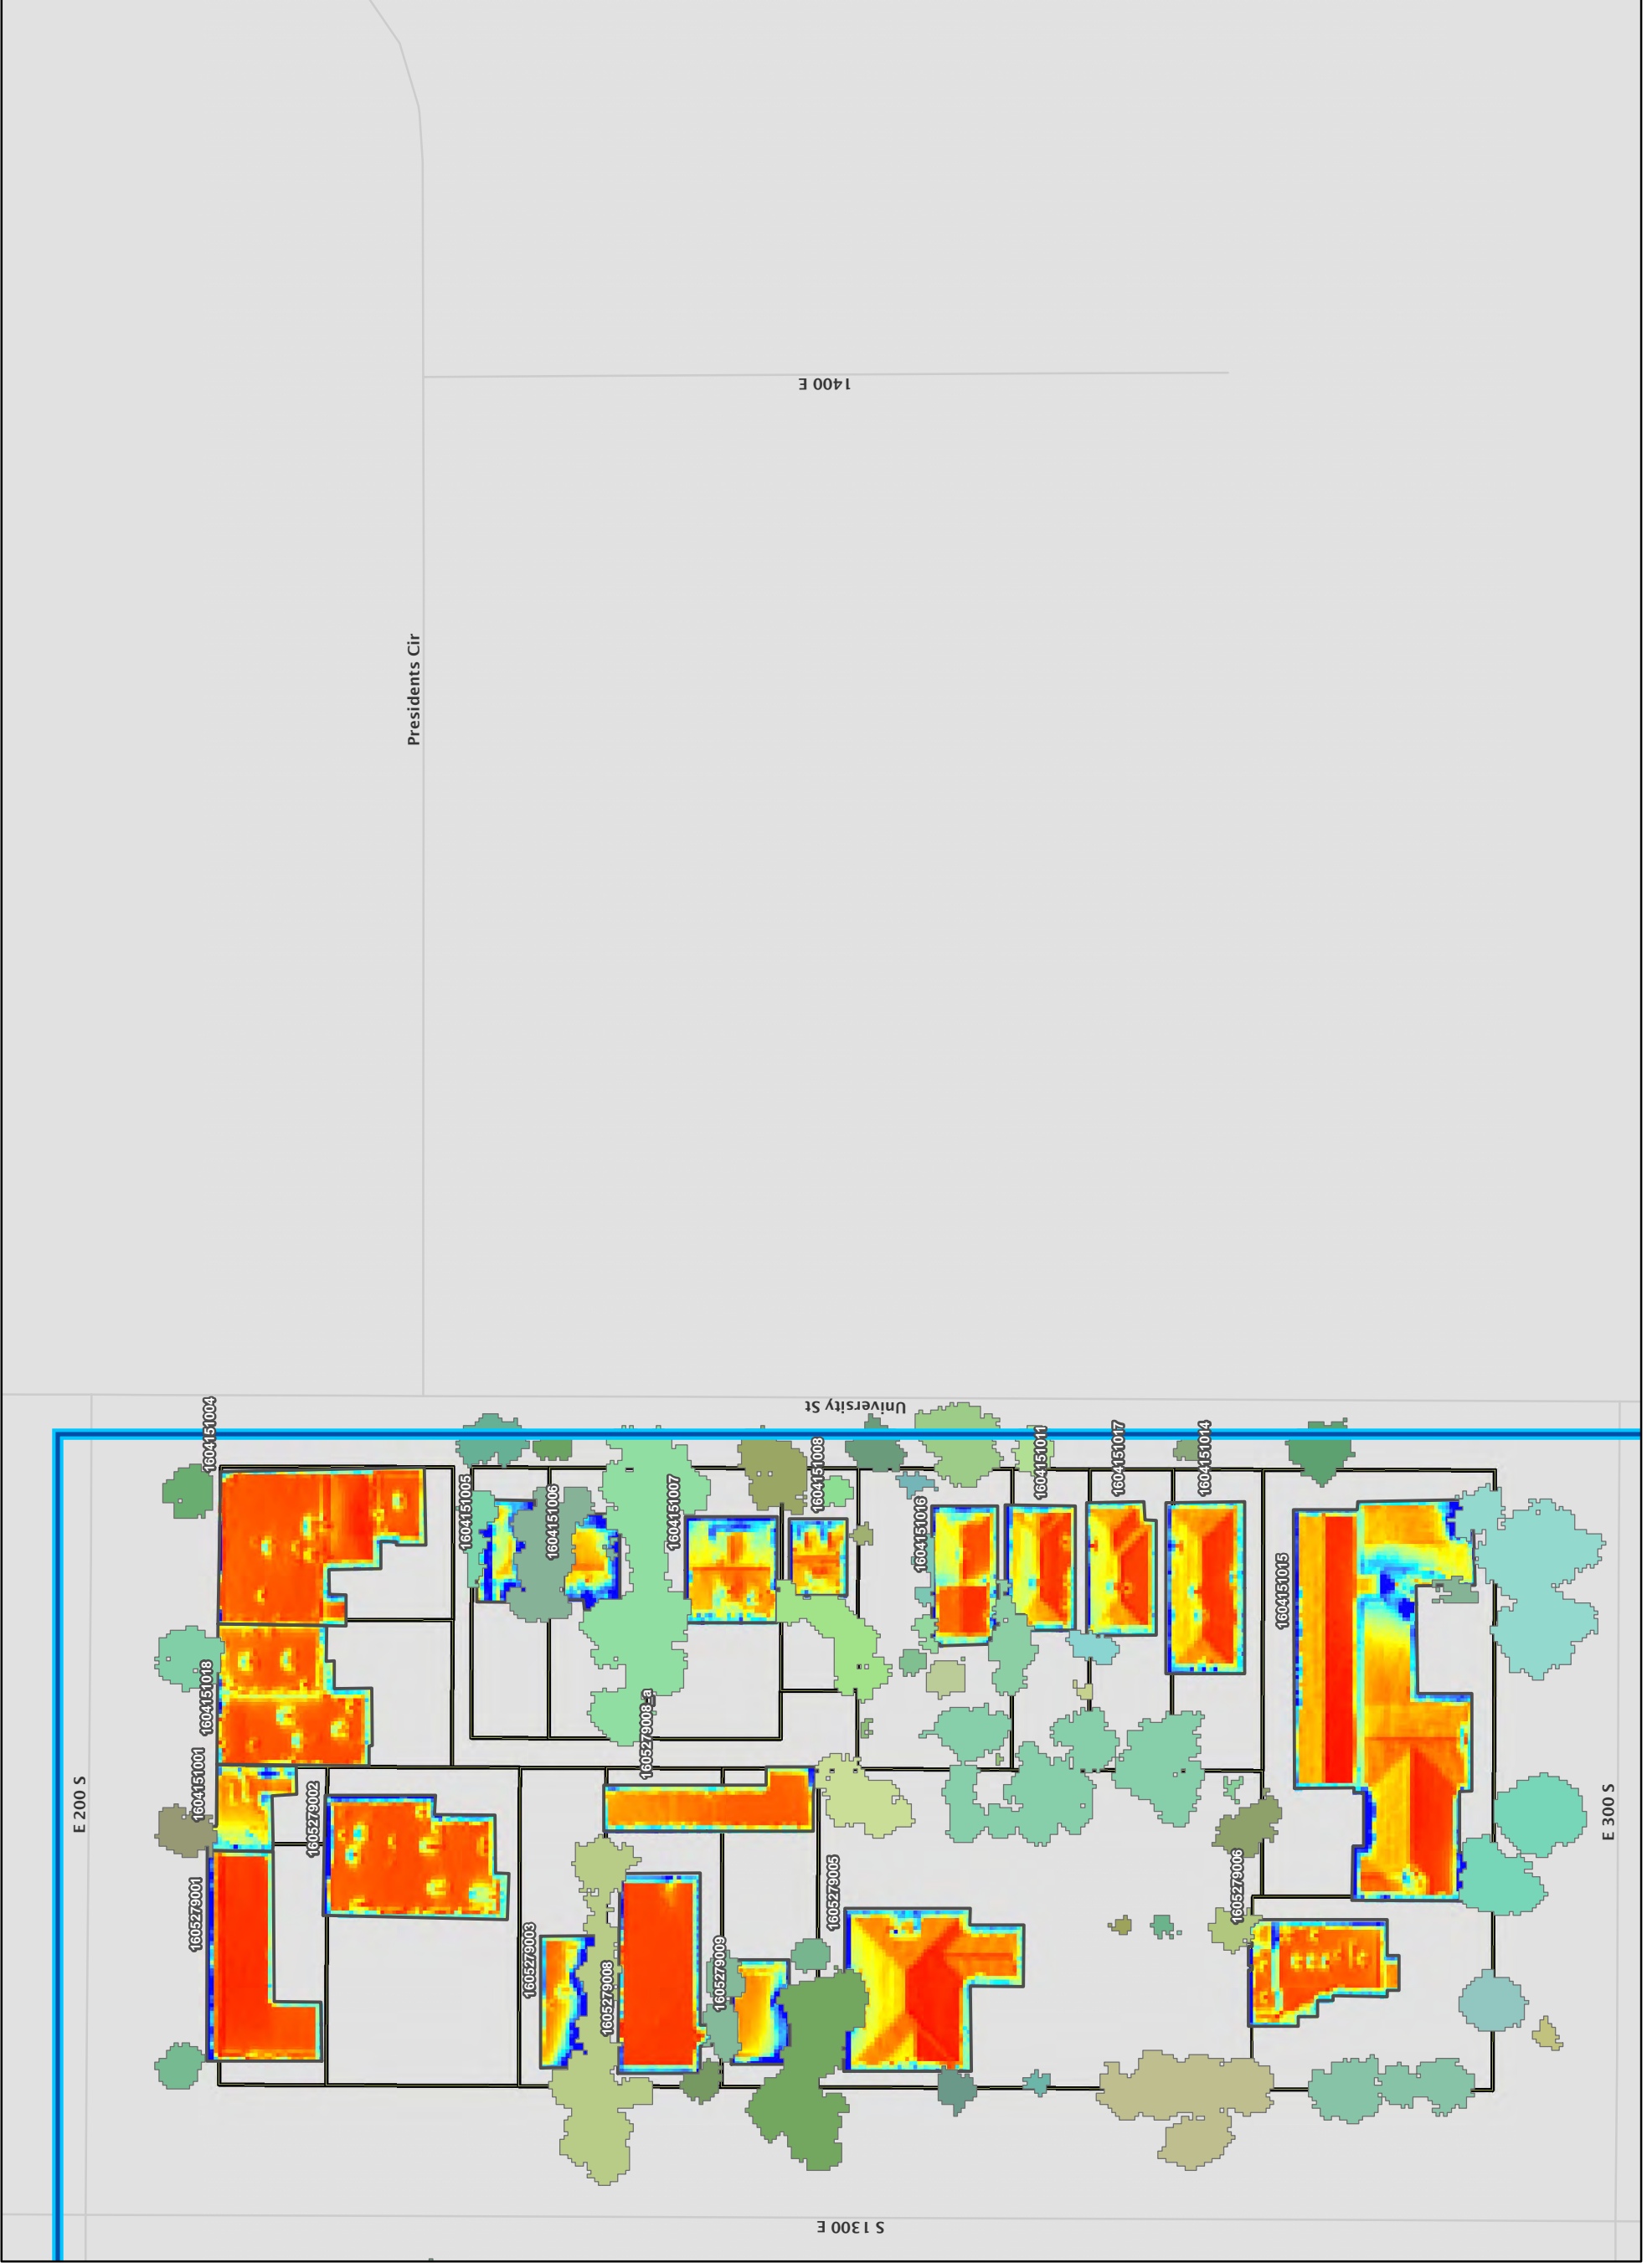 1400 E
Presidents Cir
University St
1604151004
1604151005
1604151006
1604151007
1604151008
1604151016
1604151011
1604151017
1604151014
1604151015
1604151018
1604151001
1605279008_a
1605279002
1605279001
1605279003
1605279008
1605279009
1605279005
1605279006
E 200 S
E 300 S
S 1300 E